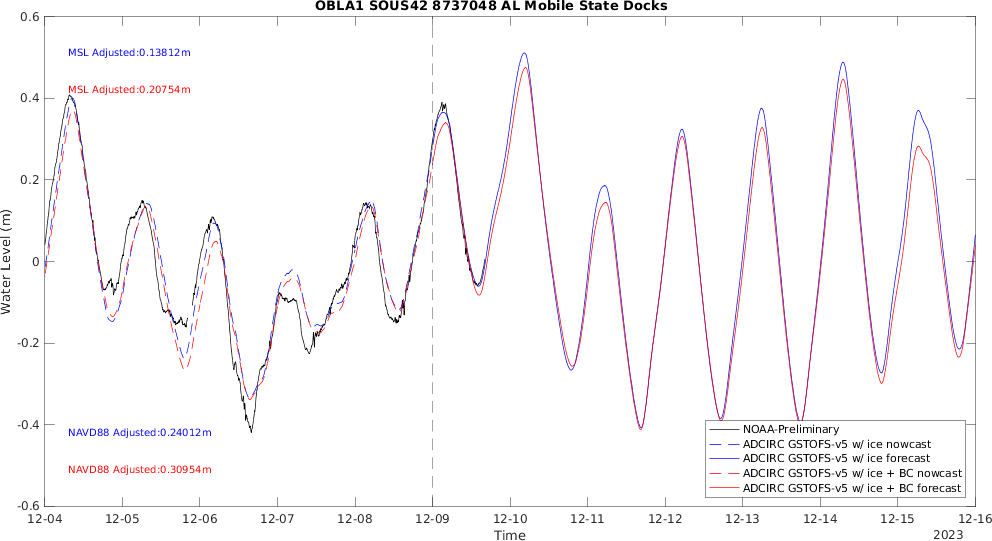 OBLA1 SOUS42 8737048 AL Mobile State Docks
0.6
0.4
0.2
0
-0.2
-0.4
-0.6
Water Level (m)
MSL Adjusted:0.13812m
MSL Adjusted:0.20754m
NAVD88 Adjusted:0.24012m
NAVD88 Adjusted:0.30954m
NOAA-Preliminary
ADCIRC GSTOFS-v5 w/ ice nowcast
ADCIRC GSTOFS-v5 w/ ice forecast
ADCIRC GSTOFS-v5 w/ ice + BC nowcast
ADCIRC GSTOFS-v5 w/ ice + BC forecast
12-04 12-05 12-06 12-07 12-08 12-09 12-10 12-11 12-12 12-13 12-14 12-15 12-16
Time
2023